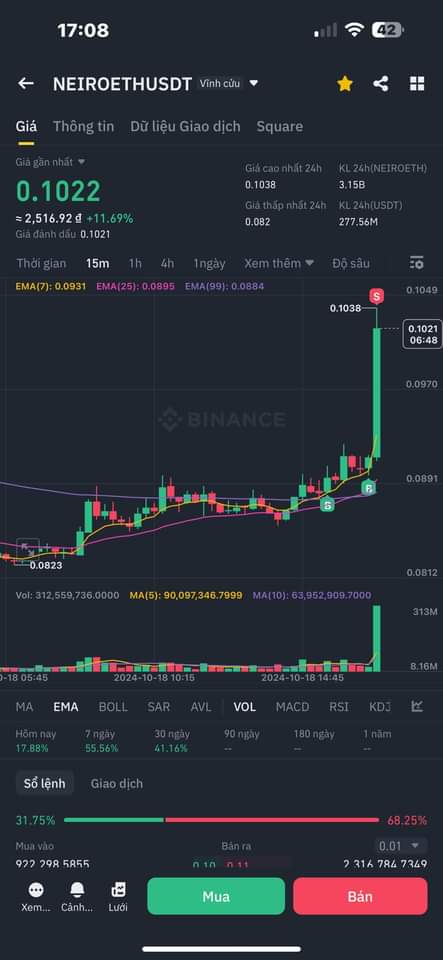 17:08
42
NEIROETHUSDT Vĩnh cửu
Giá Thông tin Dữ liệu Giao dịch Square
Giá gần nhất
0.1022
≈ 2,516.92 đ +11.69%
Giá đánh dấu 0.1021
Giá cao nhất 24h KL 24h(NEIROETH)
0.1038 3.15B
Giá thấp nhất 24h KL 24h(USDT)
0.082 277.56M
Thời gian 15m 1h 4h 1ngày Xem thêm Độ sâu
EMA(7): 0.0931 EMA(25): 0.0895 EMA(99): 0.0884
0.1049
S
0.1038
0.1021
06:48
0.0970
BINANCE
0.0891
B
B
0.0823
0.0812
Vol: 312,559,736.0000 MA(5): 90,097,346.7999 MA(10): 63,952,909.7000
313M
8.16M
0-18 05:45 2024-10-18 10:15 2024-10-18 14:45
MA EMA BOLL SAR AVL VOL MACD RSI KDJ
Hôm nay 7 ngày 30 ngày 90 ngày 180 ngày 1 năm
17.88% 55.56% 41.16% -- -- --
Sổ lệnh Giao dịch
31.75% 68.25%
Mua vào Bán ra 0.01
922,298.5855 0.10 0.11 2,316,784.7349
Xem... Cảnh... Lưới Mua Bán